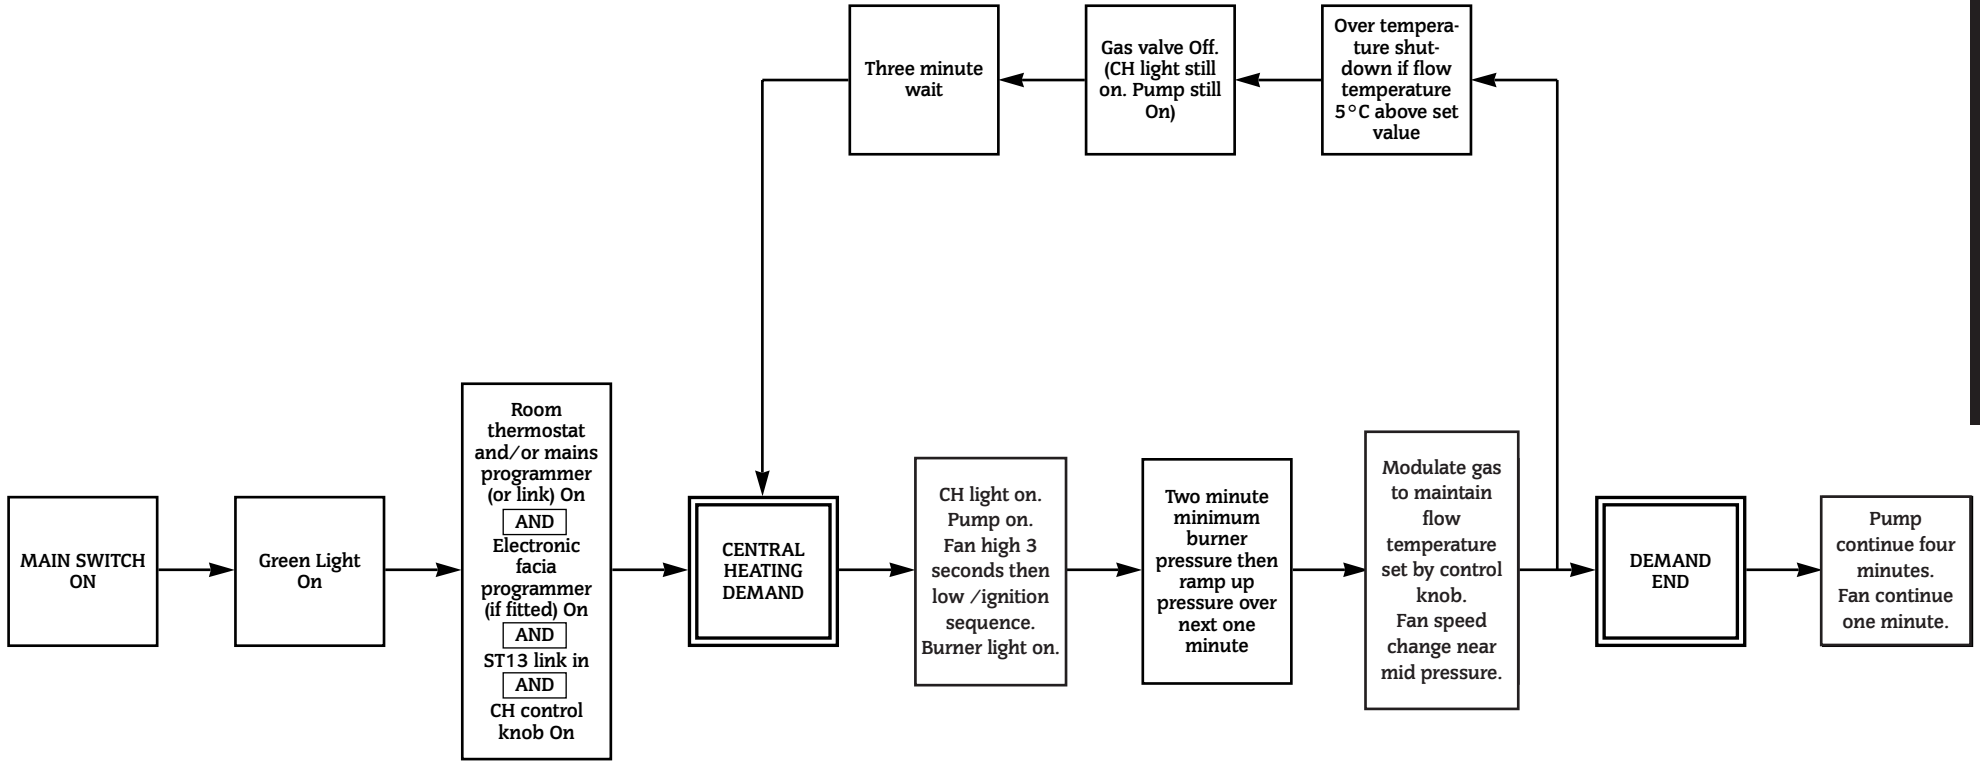 Three minute
wait
Gas valve Off.
(CH light still
on. Pump still
On)
Over tempera-
ture shut-
down if flow
temperature
5°C above set
value
MAIN SWITCH
ON
Green Light
On
Room
thermostat
and/or mains
programmer
(or link) On
AND
Electronic
facia
programmer
(if fitted) On
AND
ST13 link in
AND
CH control
knob On
CENTRAL
HEATING
DEMAND
CH light on.
Pump on.
Fan high 3
seconds then
low /ignition
sequence.
Burner light on.
Two minute
minimum
burner
pressure then
ramp up
pressure over
next one
minute
Modulate gas
to maintain
flow
temperature
set by control
knob.
Fan speed
change near
mid pressure.
DEMAND
END
Pump
continue four
minutes.
Fan continue
one minute.